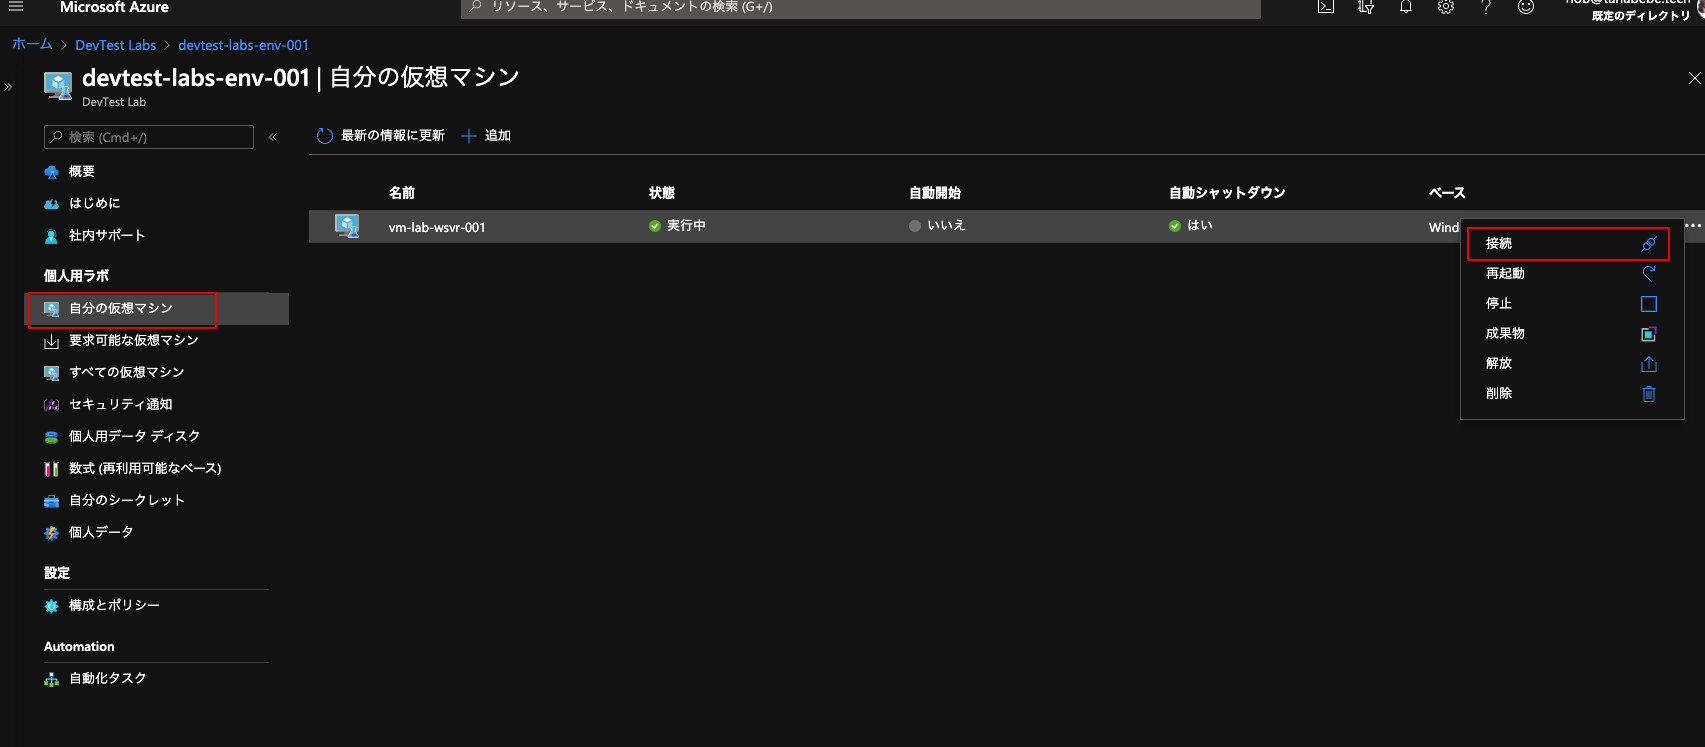 Microsoft Azure
リソース、サービス、ドキュメントの検索 (G+/)
既定のディレクトリ
ホーム > DevTest Labs > devtest-labs-env-001
devtest-labs-env-001 | 自分の仮想マシン
DevTest Lab
検索 (Cmd+/)
最新の情報に更新
追加
概要
はじめに
社内サポート
個人用ラボ
自分の仮想マシン
要求可能な仮想マシン
すべての仮想マシン
セキュリティ通知
個人用データ ディスク
数式 (再利用可能なベース)
自分のシークレット
個人データ
設定
構成とポリシー
Automation
自動化タスク
名前 状態 自動開始 自動シャットダウン ベース
vm-lab-wsvr-001 実行中 いいえ はい Wind
接続
再起動
停止
成果物
解放
削除